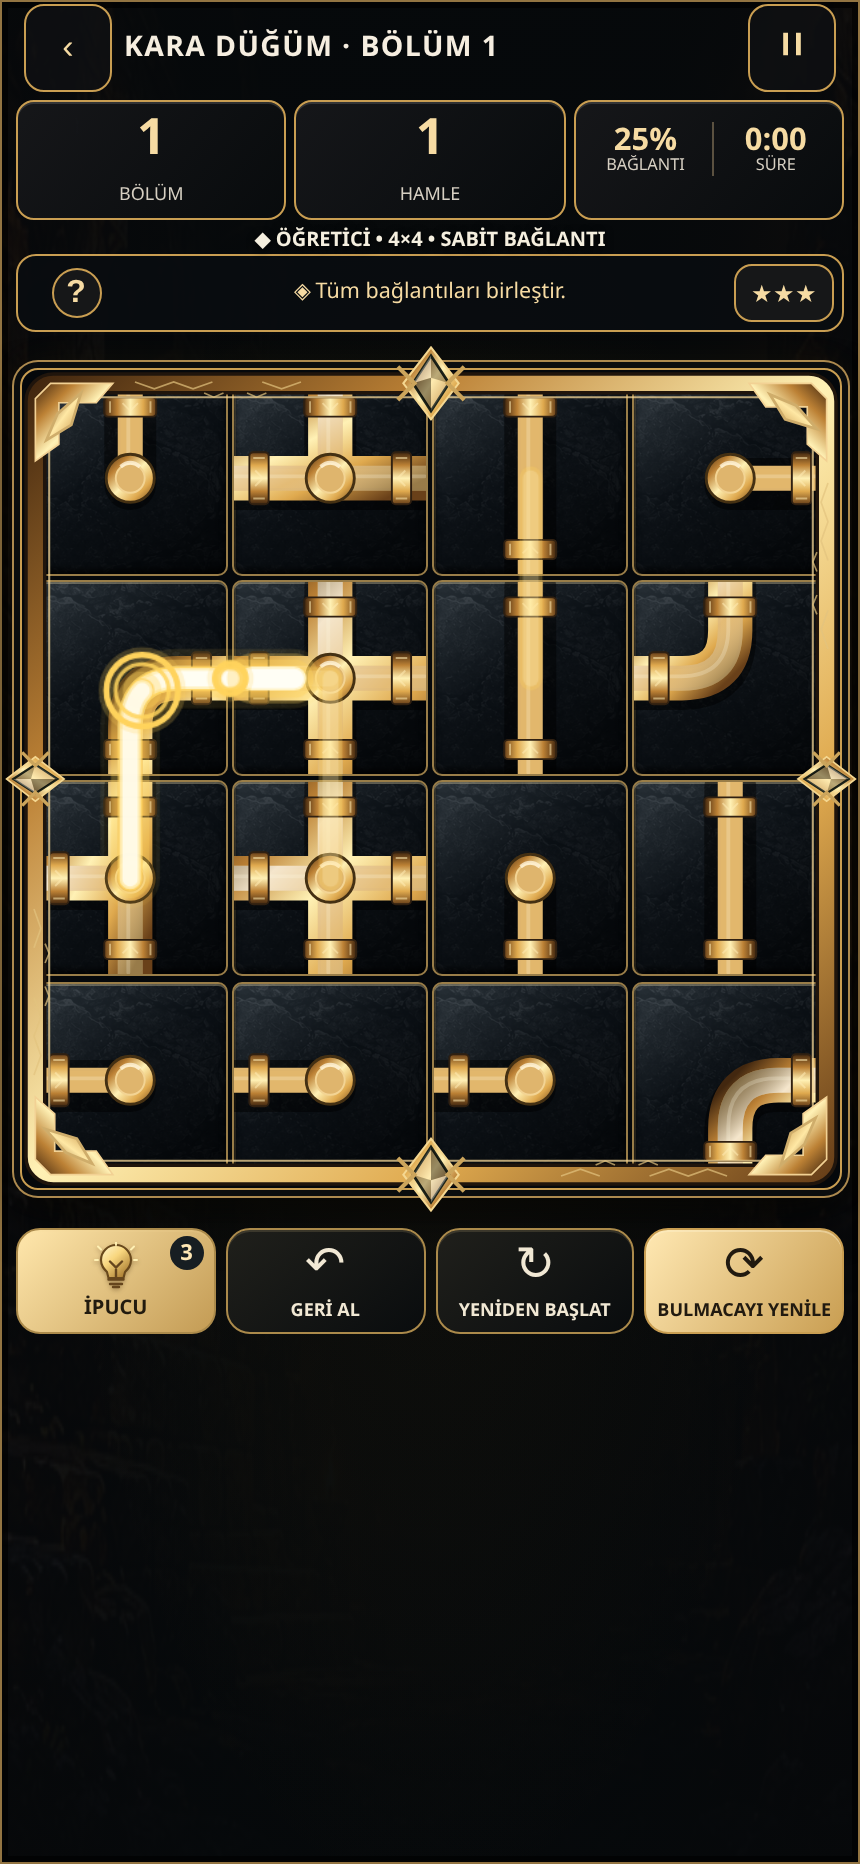 ‹ KARA DÜĞÜM · BÖLÜM 1
1
BÖLÜM
1
HAMLE
25%
BAĞLANTI
0:00
SÜRE
◆ ÖĞRETİCİ • 4×4 • SABİT BAĞLANTI
?
◈ Tüm bağlantıları birleştir.
★★★
3
İPUCU
↶
GERİ AL
↻
YENİDEN BAŞLAT
⟳
BULMACAYI YENİLE